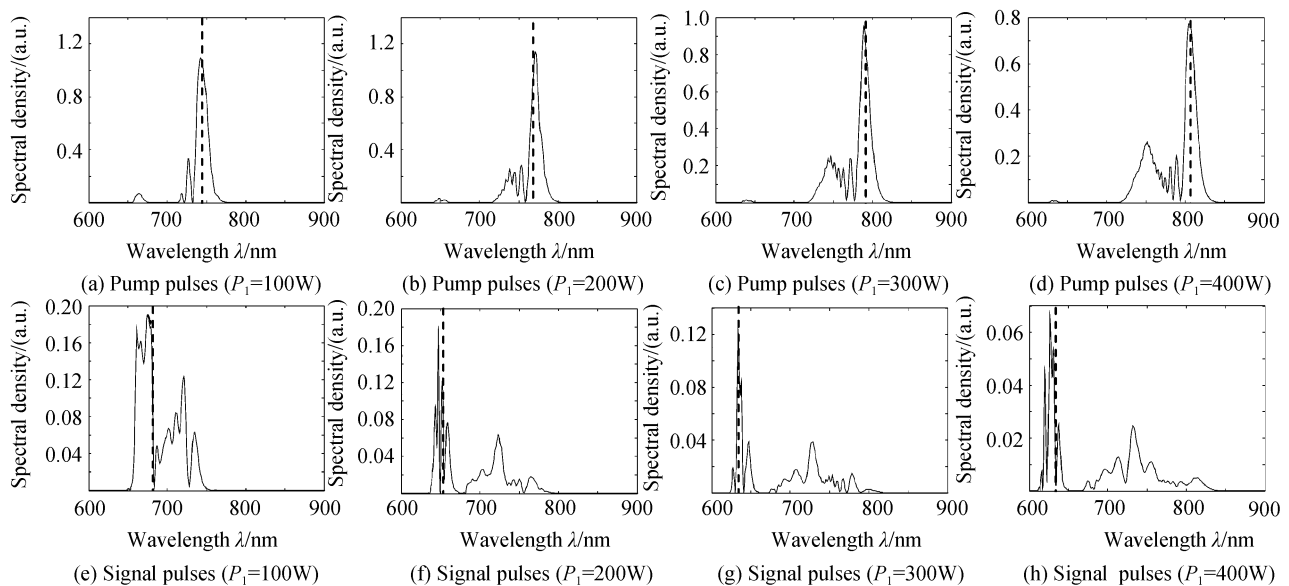 Spectral density/(a.u.)
1.2
0.8
0.4
600 700 800 900
Wavelength λ/nm
(a) Pump pulses (P1=100W)
Spectral density/(a.u.)
1.2
0.8
0.4
600 700 800 900
Wavelength λ/nm
(b) Pump pulses (P1=200W)
Spectral density/(a.u.)
1.0
0.8
0.6
0.4
0.2
600 700 800 900
Wavelength λ/nm
(c) Pump pulses (P1=300W)
Spectral density/(a.u.)
0.8
0.6
0.4
0.2
600 700 800 900
Wavelength λ/nm
(d) Pump pulses (P1=400W)
Spectral density/(a.u.)
0.20
0.16
0.12
0.08
0.04
600 700 800 900
Wavelength λ/nm
(e) Signal pulses (P1=100W)
Spectral density/(a.u.)
0.20
0.16
0.12
0.08
0.04
600 700 800 900
Wavelength λ/nm
(f) Signal pulses (P1=200W)
Spectral density/(a.u.)
0.12
0.08
0.04
600 700 800 900
Wavelength λ/nm
(g) Signal pulses (P1=300W)
Spectral density/(a.u.)
0.06
0.04
0.02
600 700 800 900
Wavelength λ/nm
(h) Signal pulses (P1=400W)